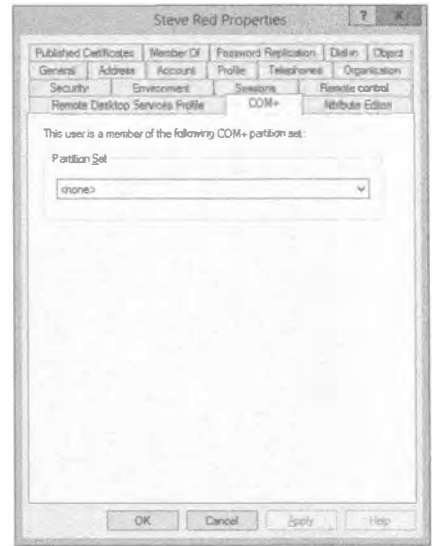 Steve Red Properties ? X
Published Certificates Member Of Password Replication Dial-in Object
General Address Account Profile Telephones Organization
Security Environment Sessions Remote control
Remote Desktop Services Profile COM+ Attribute Editor
This user is a member of the following COM+ partition set:
Partition Set
<none>
OK Cancel Apply Help